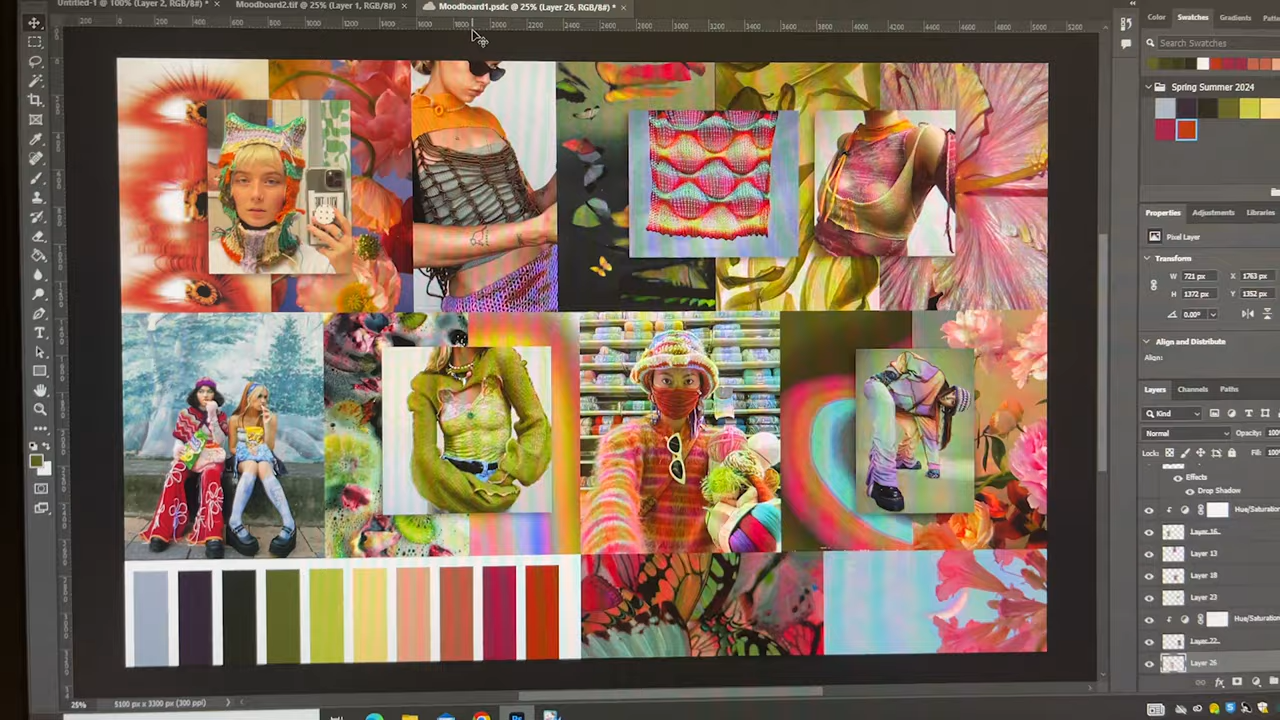 Untitled-1 @ 100% (Layer 2, RGB/8#) * ×
Moodboard2.tif @ 25% (Layer 1, RGB/8#) ×
Moodboard1.psdc @ 25% (Layer 26, RGB/8#) * ×
Color Swatches Gradients
Search Swatches
Spring Summer 2024
Properties Adjustments Libraries
Pixel Layer
Transform
W 721 px X 1763 px
H 1372 px Y 1352 px
0.00°
Align and Distribute
Align:
Layers Channels Paths
Kind
Normal Opacity: 100
Lock: Fill: 100
Effects
Drop Shadow
Hue/Saturation
Layer 16
Layer 13
Layer 18
Layer 23
Hue/Saturation
Layer 22
Layer 26
25% 5100 px x 3300 px (300 ppi)